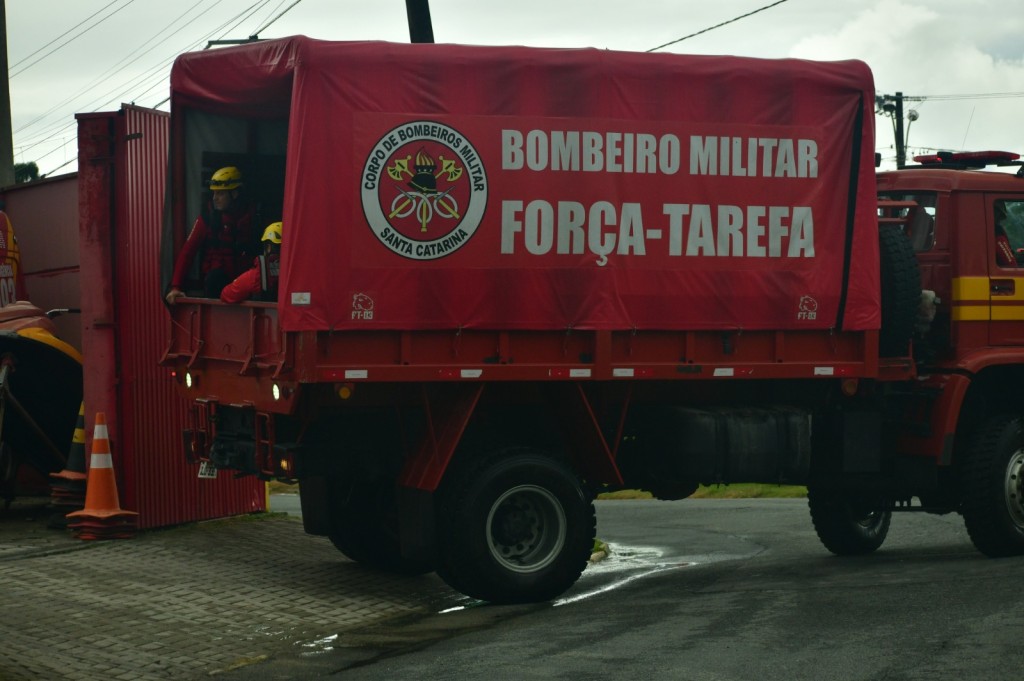 CORPO DE BOMBEIROS MILITAR
SANTA CATARINA
BOMBEIRO MILITAR
FORÇA-TAREFA
FT-03
FT-03